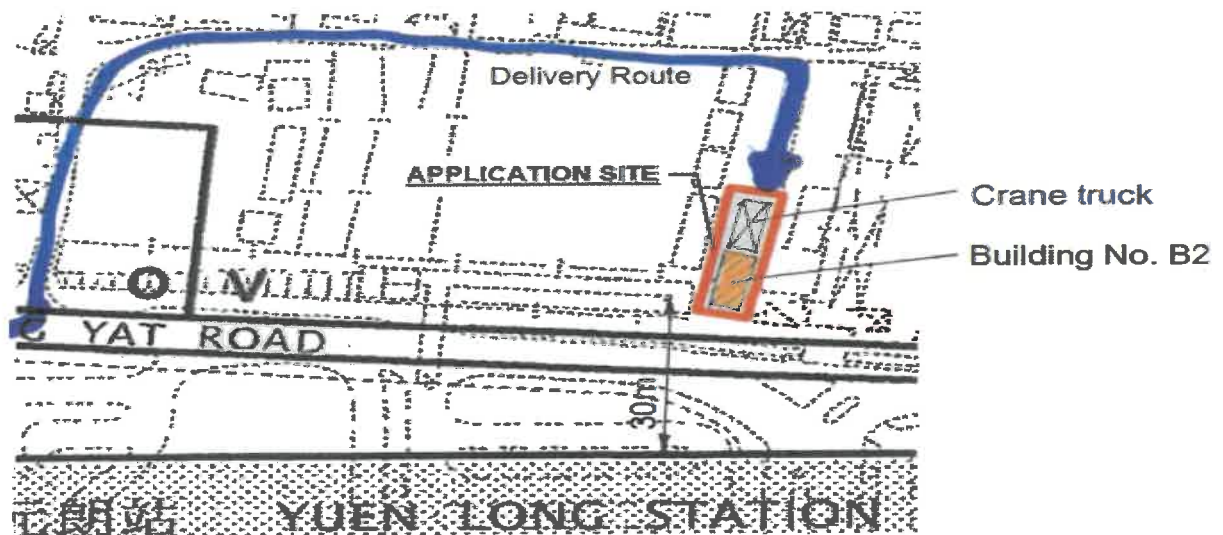 Delivery Route
APPLICATION SITE
Crane truck
Building No. B2
O V
YAT ROAD
30m
朗站 YUEN LONG STATION